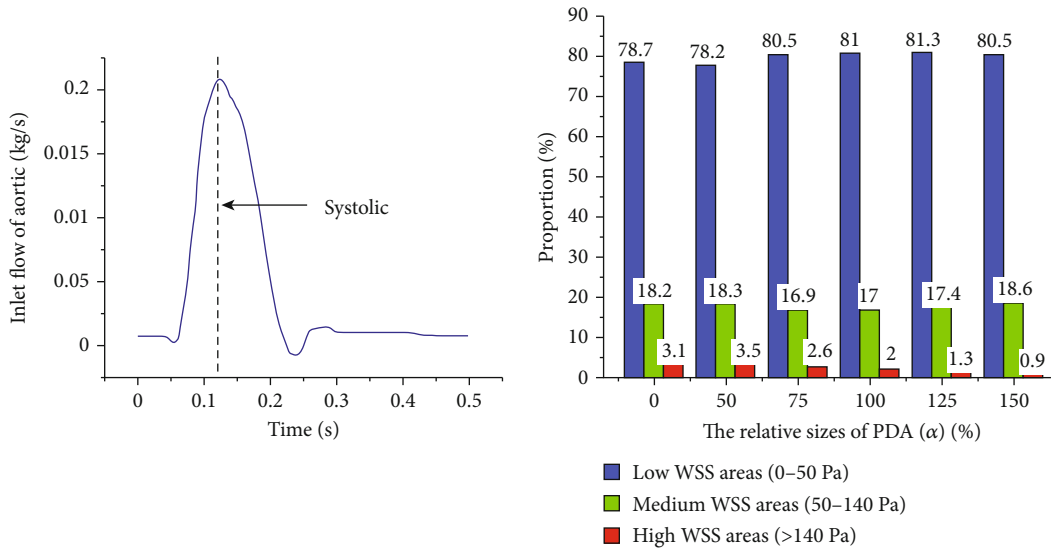 Inlet flow of aortic (kg/s)
0.2
0.015
0.01
0.005
0
Systolic
0 0.1 0.2 0.3 0.4 0.5
Time (s)
Proportion (%)
90
80
70
60
50
40
30
20
10
0
78.7 78.2 80.5 81 81.3 80.5
18.2 18.3 16.9 17 17.4 18.6
3.1 3.5 2.6 2 1.3 0.9
0 50 75 100 125 150
The relative sizes of PDA (α) (%)
Low WSS areas (0–50 Pa)
Medium WSS areas (50–140 Pa)
High WSS areas (>140 Pa)